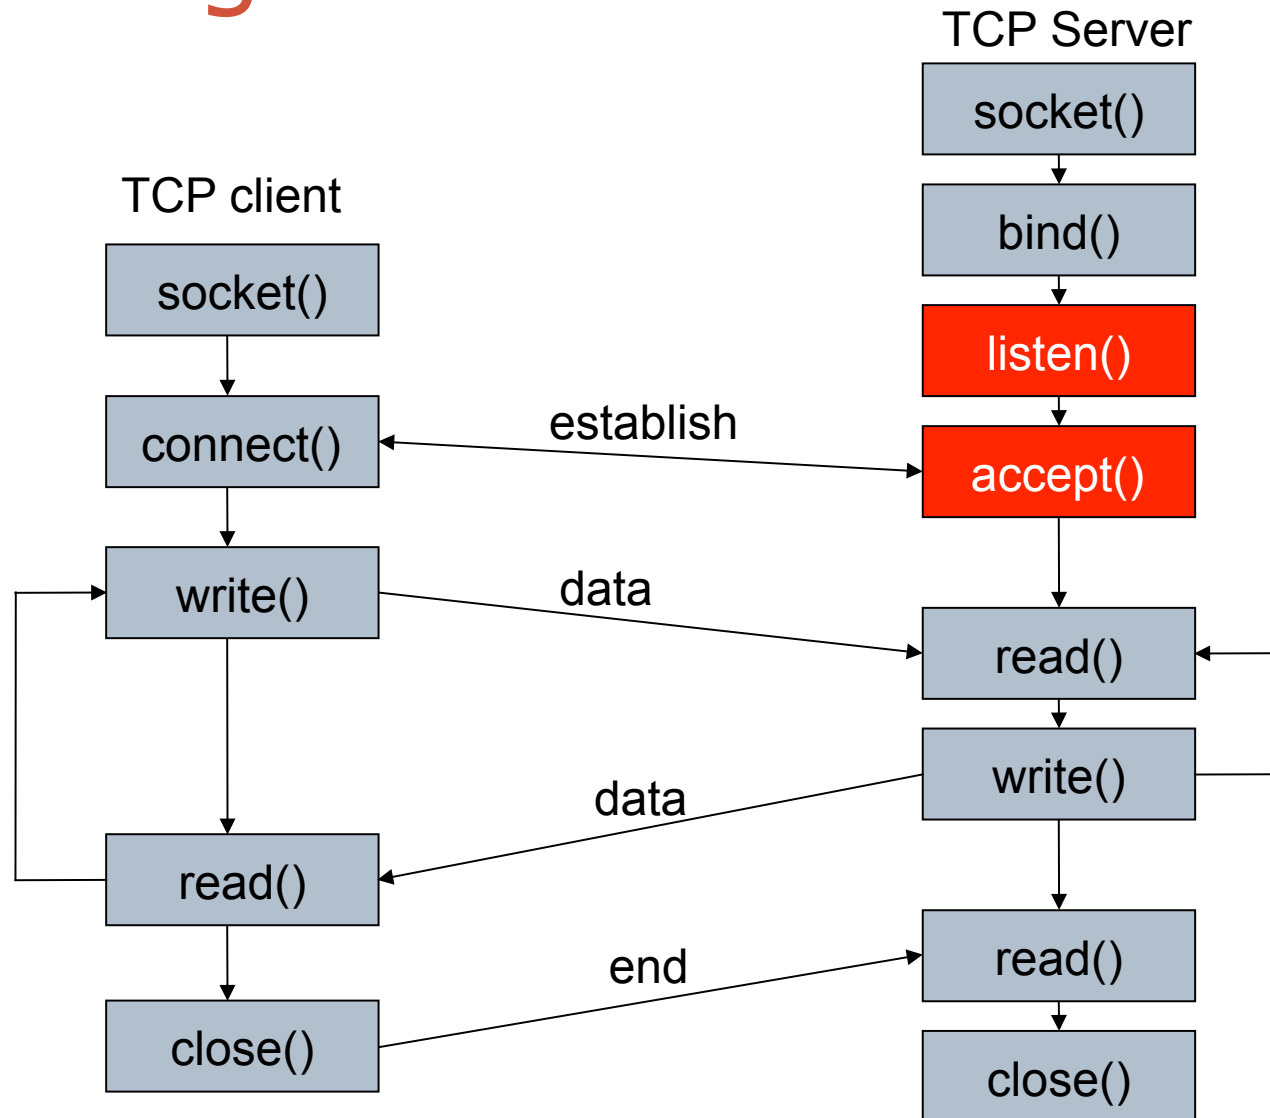 TCP Server
socket()
bind()
listen()
accept()
read()
write()
read()
close()
TCP client
socket()
connect()
write()
read()
close()
establish
data
data
end